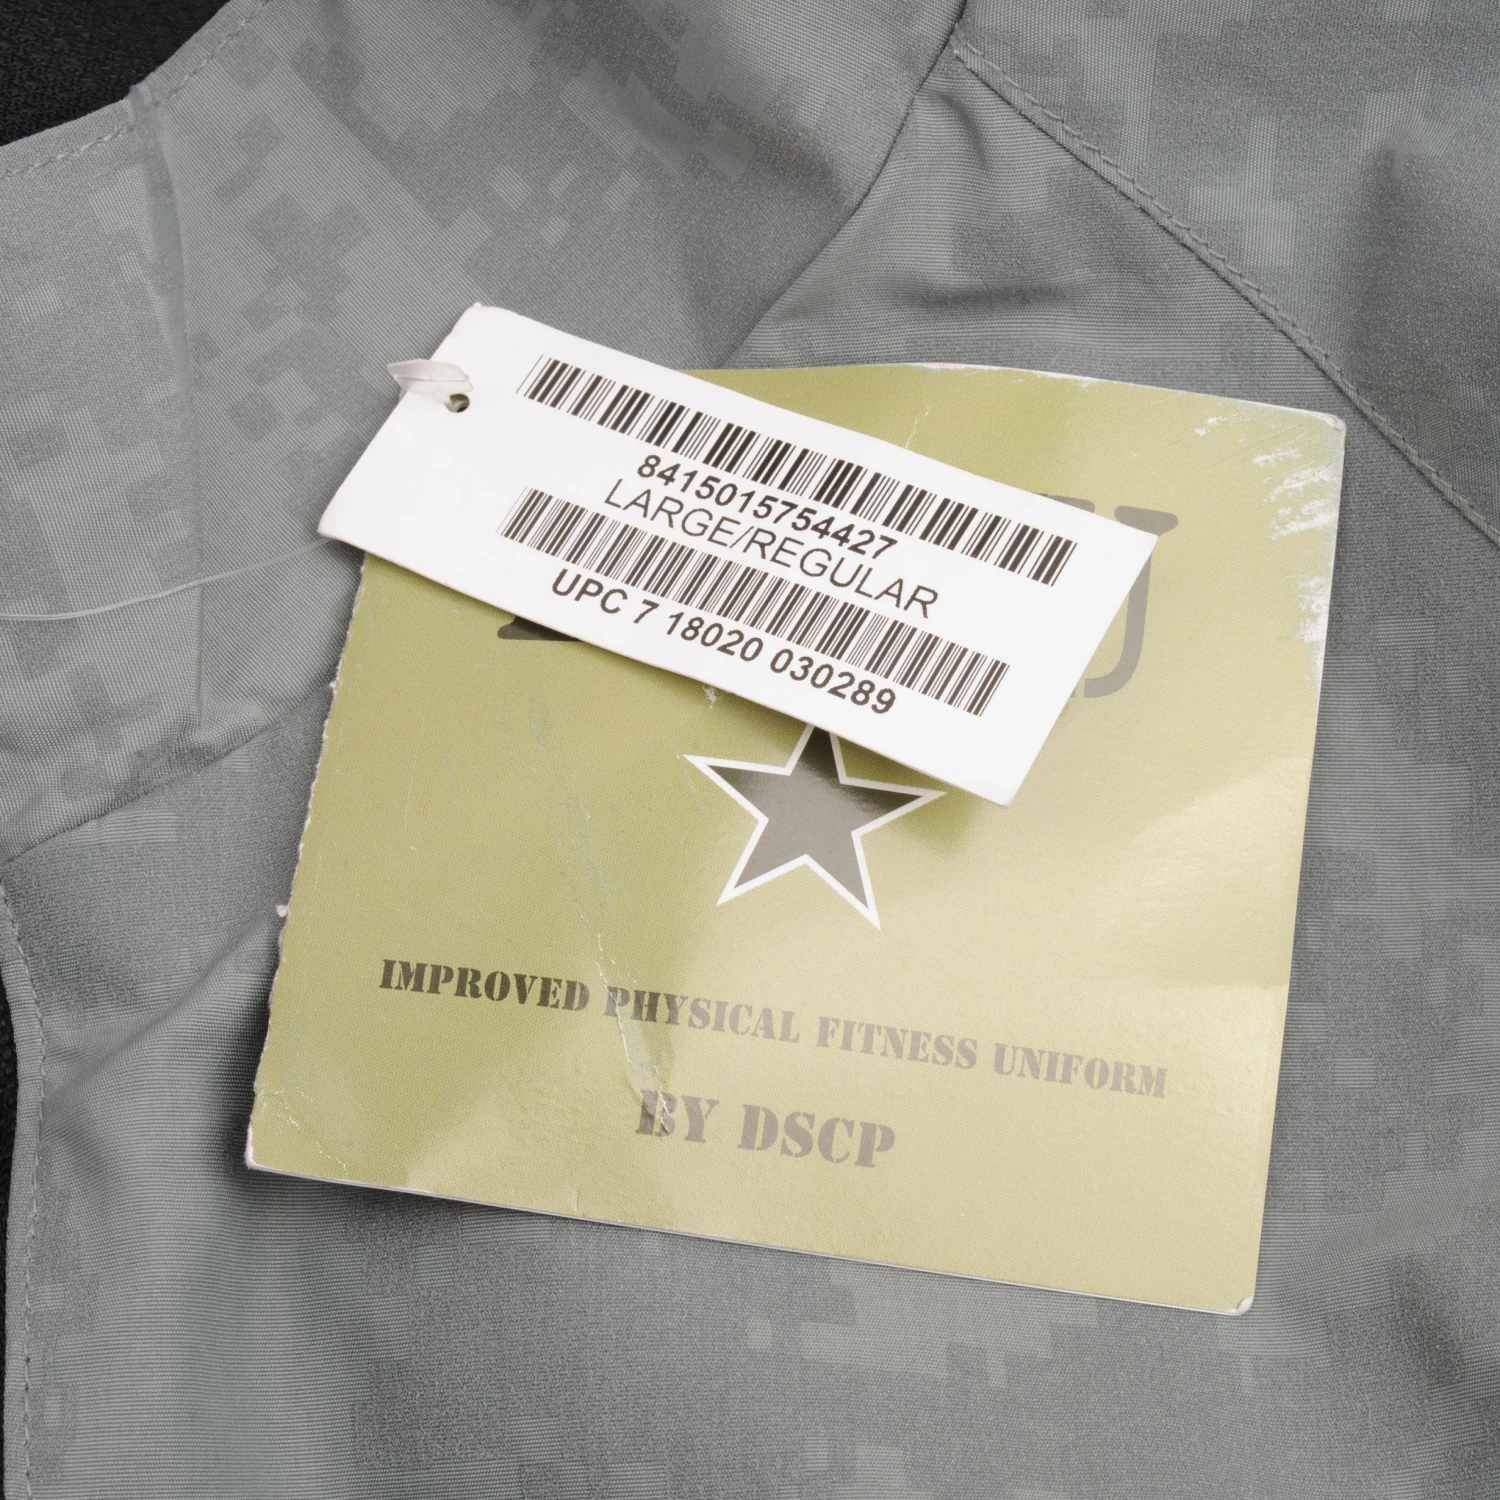 8415015754427
LARGE/REGULAR
UPC 7 18020 030289
IMPROVED PHYSICAL FITNESS UNIFORM
BY DSCP